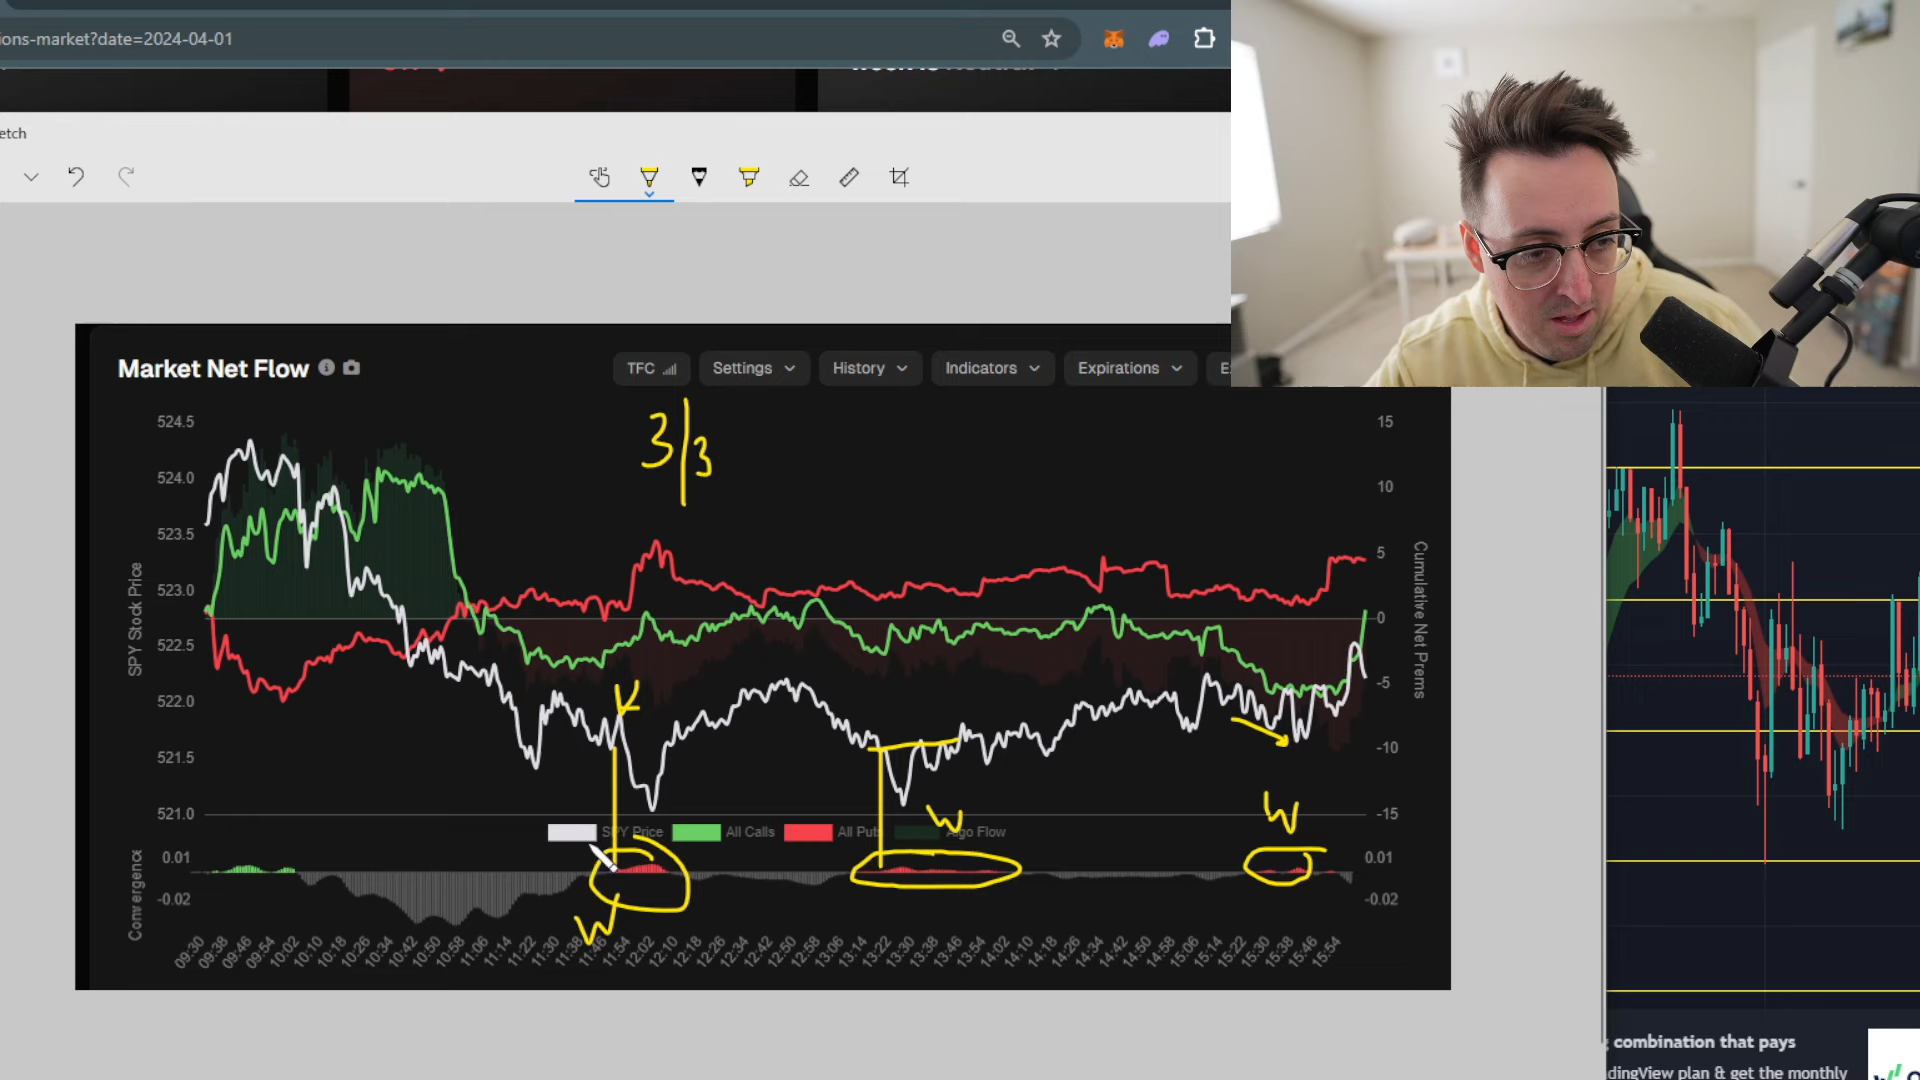 ions-market?date=2024-04-01
etch
Market Net Flow
TFC Settings History Indicators Expirations E
3/3
524.5
524.0
523.5
523.0
522.5
522.0
521.5
521.0
SPY Stock Price
15
10
5
0
-5
-10
-15
Cumulative Net Prems
W
SPY Price All Calls All Puts Algo Flow
W
W
Convergence
0.01
-0.02
0.01
-0.02
09:30 09:38 09:46 09:54 10:02 10:10 10:18 10:26 10:34 10:42 10:50 10:58 11:06 11:14 11:22 11:30 11:38 11:46 11:54 12:02 12:10 12:18 12:26 12:34 12:42 12:50 12:58 13:06 13:14 13:22 13:30 13:38 13:46 13:54 14:02 14:10 14:18 14:26 14:34 14:42 14:50 14:58 15:06 15:14 15:22 15:30 15:38 15:46 15:54
combination that pays
dingView plan & get the monthly